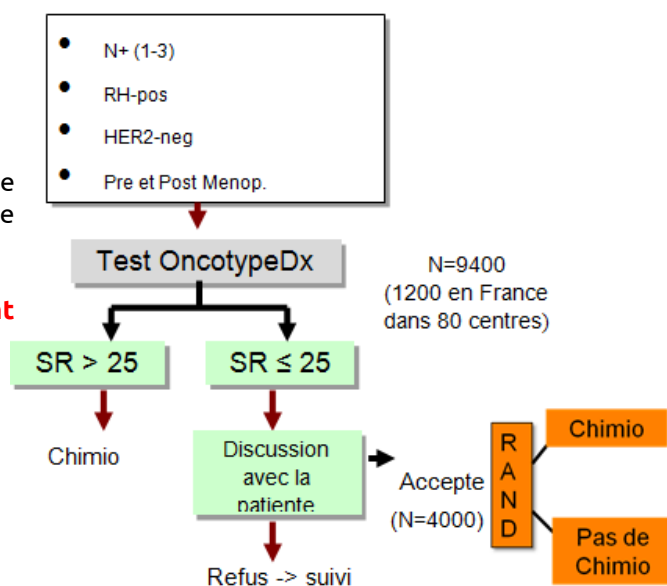 N+ (1-3)
RH-pos
HER2-neg
Pre et Post Menop.
e
e
t
Test OncotypeDx
N=9400
(1200 en France
dans 80 centres)
SR > 25
SR ≤ 25
Chimio
Discussion
avec la
patiente
Accepte
(N=4000)
R
A
N
D
Chimio
Pas de
Chimio
Refus -> suivi